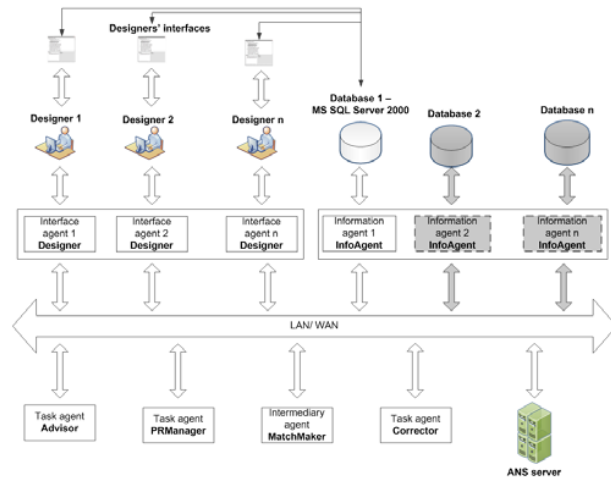 Designers' interfaces
Designer 1
Designer 2
Designer n
Database 1 –
MS SQL Server 2000
Database 2
Database n
Interface
agent 1
Designer
Interface
agent 2
Designer
Interface
agent n
Designer
Information
agent 1
InfoAgent
Information
agent 2
InfoAgent
Information
agent n
InfoAgent
LAN/ WAN
Task agent
Advisor
Task agent
PRManager
Intermediary
agent
MatchMaker
Task agent
Corrector
ANS server